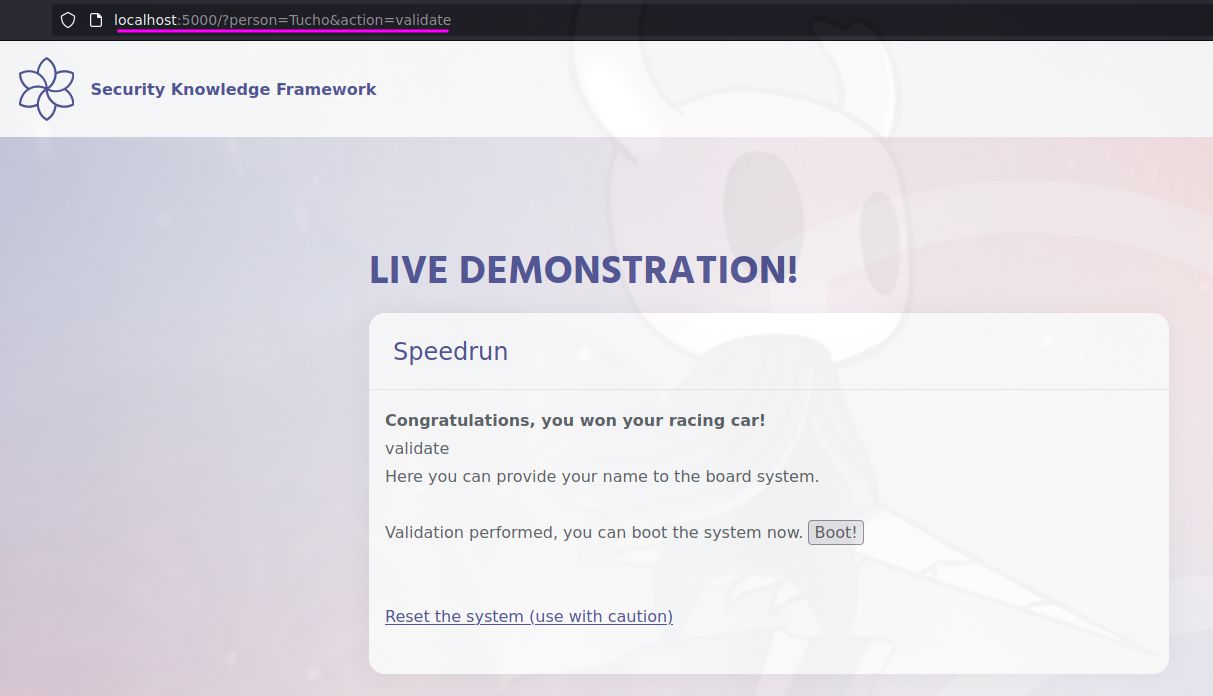 localhost:5000/?person=Tucho&action=validate
Security Knowledge Framework
LIVE DEMONSTRATION!
Speedrun
Congratulations, you won your racing car!
validate
Here you can provide your name to the board system.
Validation performed, you can boot the system now. Boot!
Reset the system (use with caution)